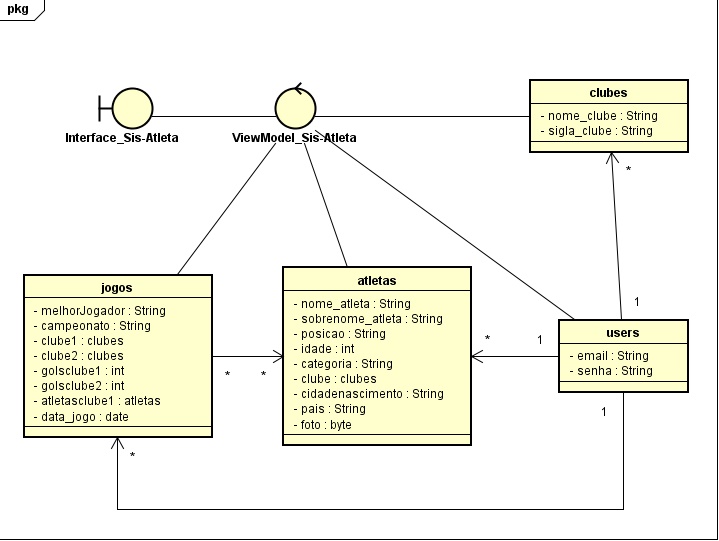 pkg
Interface_Sis-Atleta
ViewModel_Sis-Atleta
clubes
- nome_clube : String
- sigla_clube : String
*
1
jogos
- melhorJogador : String
- campeonato : String
- clube1 : clubes
- clube2 : clubes
- golsclube1 : int
- golsclube2 : int
- atletasclube1 : atletas
- data_jogo : date
* *
atletas
- nome_atleta : String
- sobrenome_atleta : String
- posicao : String
- idade : int
- categoria : String
- clube : clubes
- cidadenascimento : String
- pais : String
- foto : byte
* 1
users
- email : String
- senha : String
1
*